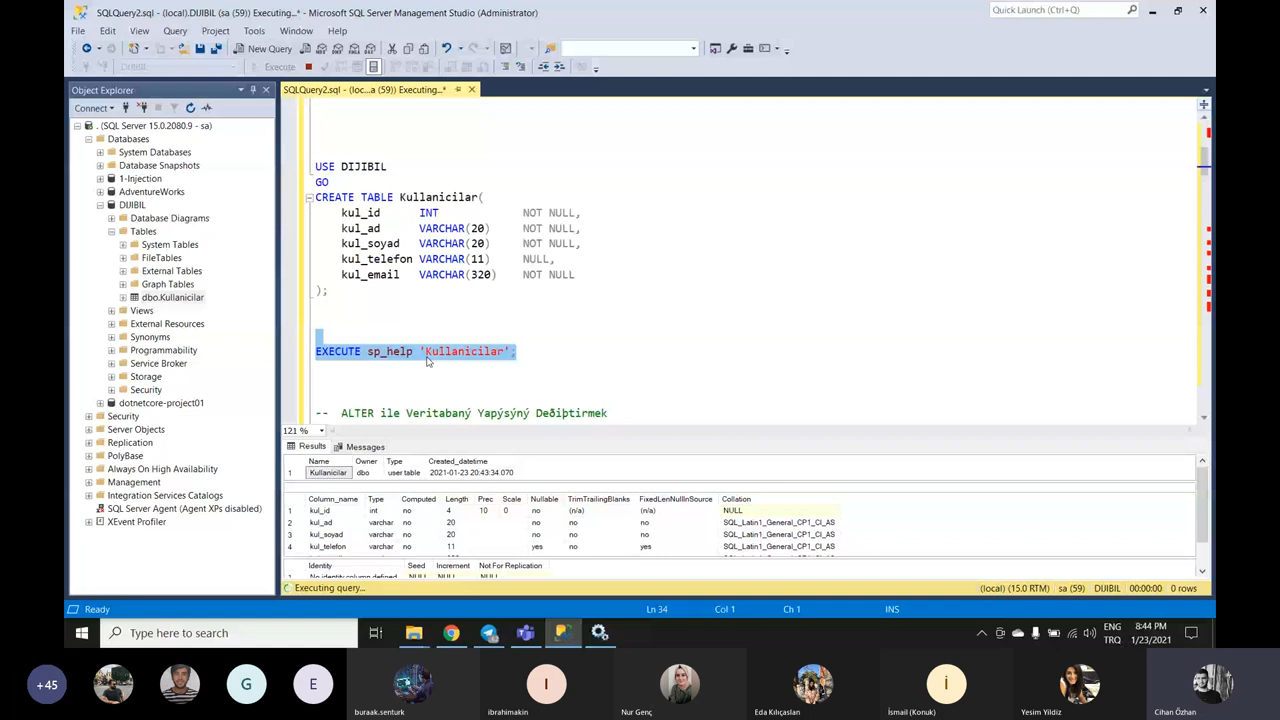 SQLQuery2.sql - (local).DIJIBIL (sa (59)) Executing...* - Microsoft SQL Server Management Studio (Administrator)
Quick Launch (Ctrl+Q)
File Edit View Query Project Tools Window Help
New Query
DIJIBIL
Execute
Object Explorer
SQLQuery2.sql - (loc...a (59)) Executing...*
Connect
. (SQL Server 15.0.2080.9 - sa)
Databases
System Databases
Database Snapshots
1-Injection
AdventureWorks
DIJIBIL
Database Diagrams
Tables
System Tables
FileTables
External Tables
Graph Tables
dbo.Kullanicilar
Views
External Resources
Synonyms
Programmability
Service Broker
Storage
Security
dotnetcore-project01
Security
Server Objects
Replication
PolyBase
Always On High Availability
Management
Integration Services Catalogs
SQL Server Agent (Agent XPs disabled)
XEvent Profiler
USE DIJIBIL
GO
CREATE TABLE Kullanicilar(
kul_id INT NOT NULL,
kul_ad VARCHAR(20) NOT NULL,
kul_soyad VARCHAR(20) NOT NULL,
kul_telefon VARCHAR(11) NULL,
kul_email VARCHAR(320) NOT NULL
);
EXECUTE sp_help 'Kullanicilar';
-- ALTER ile Veritabaný Yapýsýný Deðiþtirmek
121 %
Results Messages
Name Owner Type Created_datetime
1 Kullanicilar dbo user table 2021-01-23 20:43:34.070
Column_name Type Computed Length Prec Scale Nullable TrimTrailingBlanks FixedLenNullInSource Collation
1 kul_id int no 4 10 0 no (n/a) (n/a) NULL
2 kul_ad varchar no 20 no no no SQL_Latin1_General_CP1_CI_AS
3 kul_soyad varchar no 20 no no no SQL_Latin1_General_CP1_CI_AS
4 kul_telefon varchar no 11 yes no yes SQL_Latin1_General_CP1_CI_AS
Identity Seed Increment Not For Replication
1 No identity column defined. NULL NULL NULL
Executing query...
(local) (15.0 RTM) sa (59) DIJIBIL 00:00:00 0 rows
Ready
Ln 34 Col 1 Ch 1 INS
Type here to search
ENG
TRQ
8:44 PM
1/23/2021
+45
G
E
I
İ
buraak.senturk
ibrahimakin
Nur Genç
Eda Kılıçaslan
İsmail (Konuk)
Yesim Yildiz
Cihan Özhan